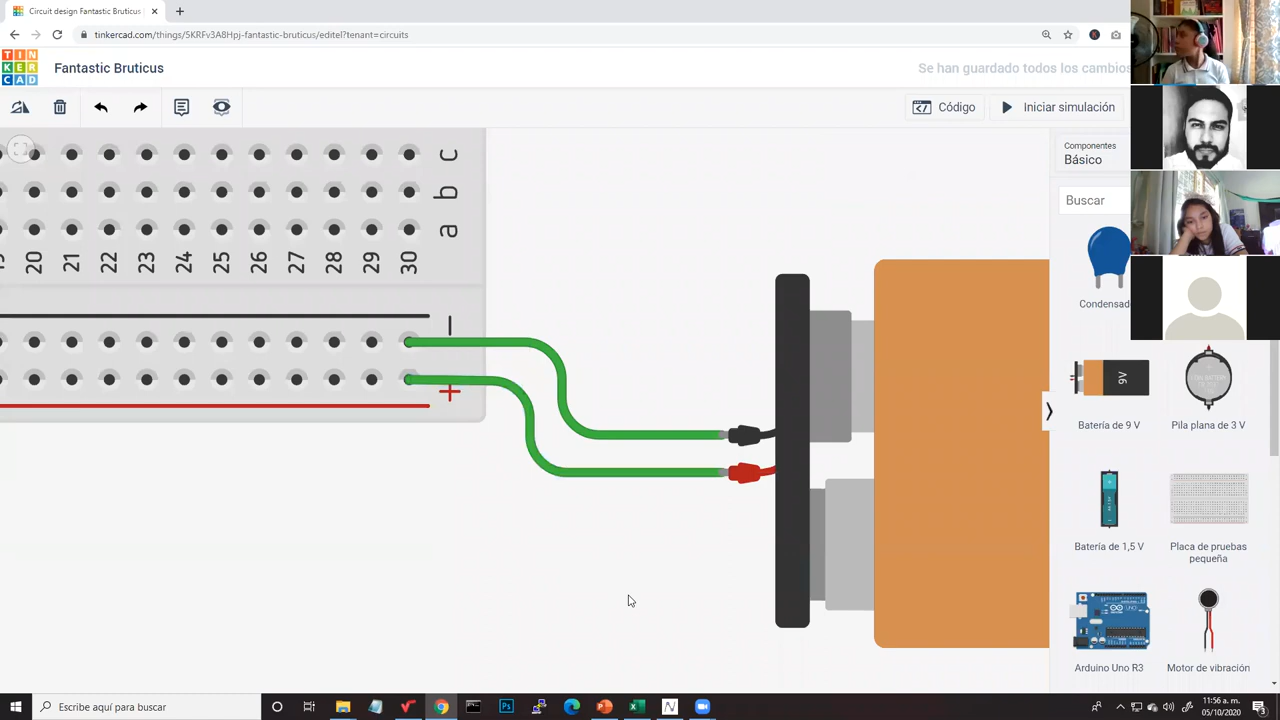 Circuit design Fantastic Bruticus
tinkercad.com/things/5KRFv3A8Hpj-fantastic-bruticus/editel?tenant=circuits
TIN
KER
CAD
Fantastic Bruticus
Se han guardado todos los cambios
Código
Iniciar simulación
Componentes
Básico
Buscar
Condensad
9V
Batería de 9 V
Pila plana de 3 V
Batería de 1,5 V
Placa de pruebas
pequeña
Arduino Uno R3
Motor de vibración
c
b
a
20 21 22 23 24 25 26 27 28 29 30
Escribe aquí para buscar
11:56 a. m.
05/10/2020